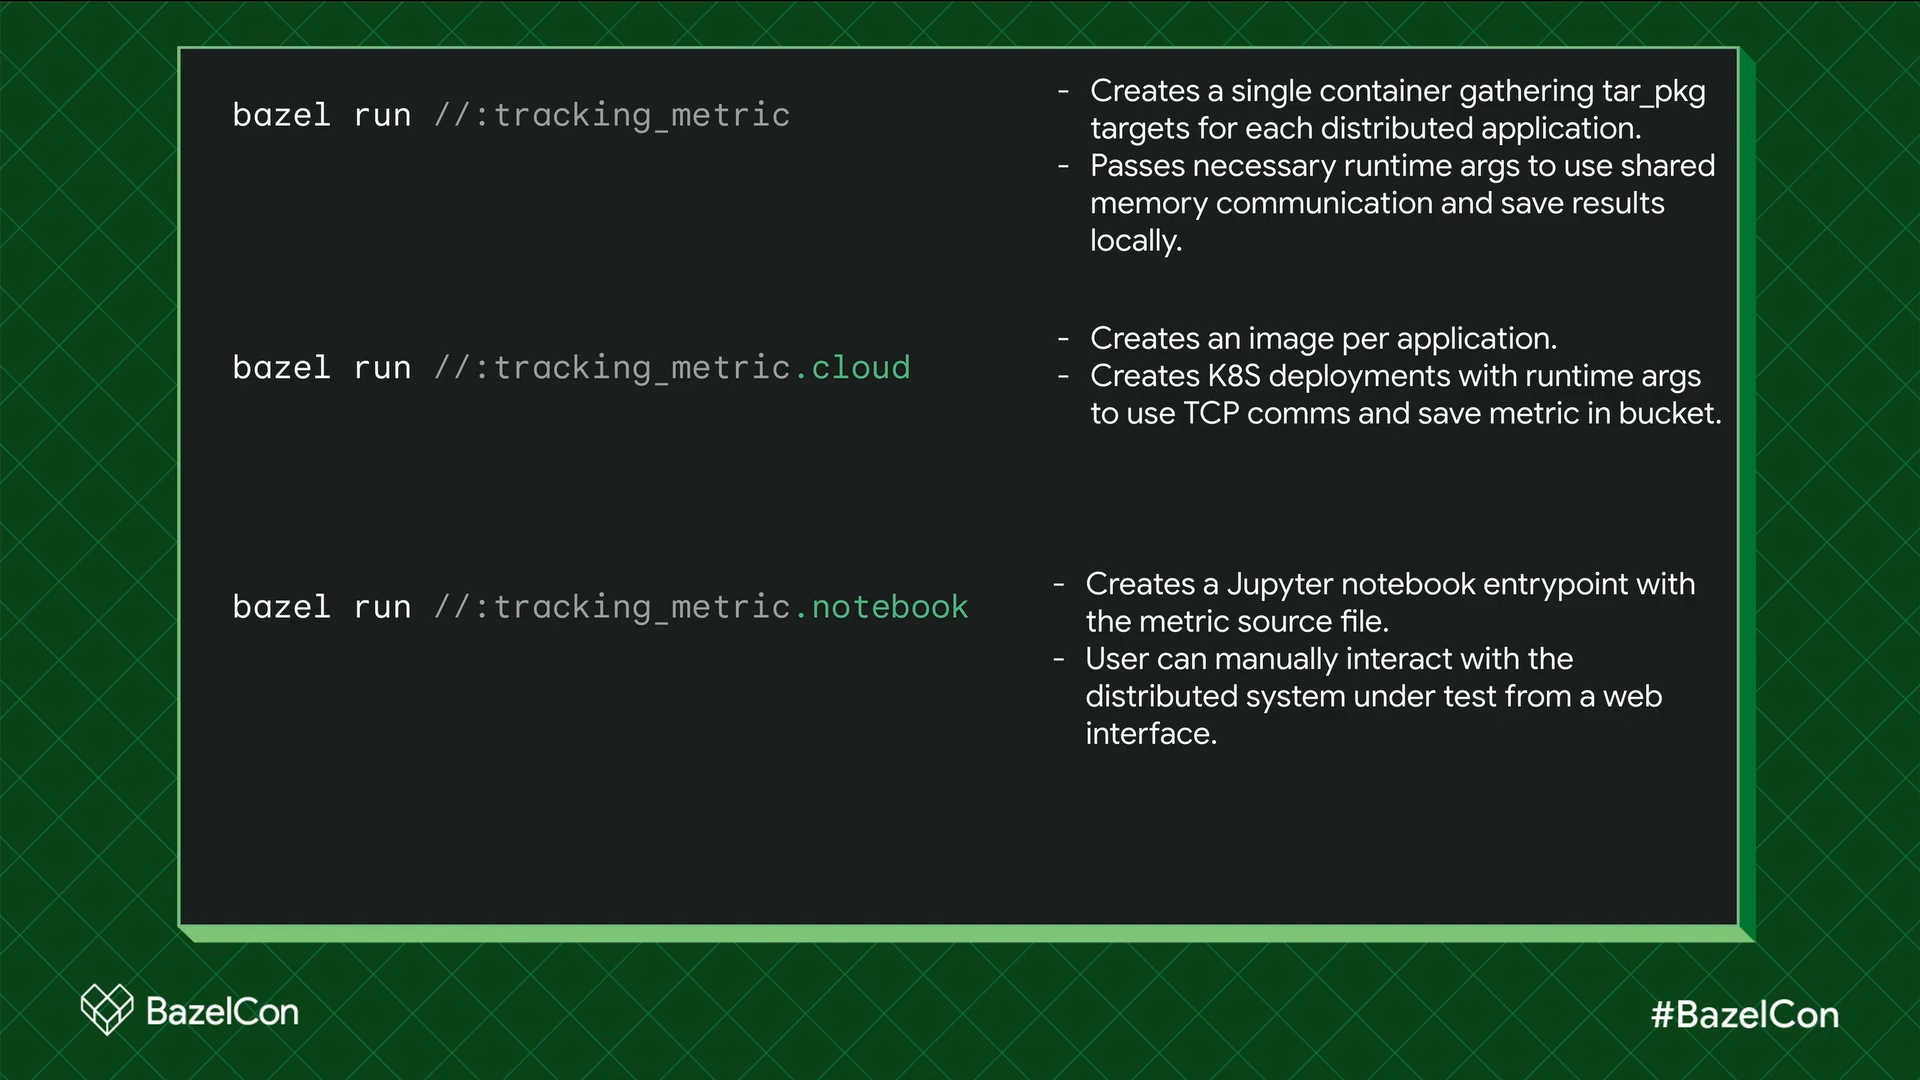 bazel run //:tracking_metric
- Creates a single container gathering tar_pkg
targets for each distributed application.
- Passes necessary runtime args to use shared
memory communication and save results
locally.
bazel run //:tracking_metric.cloud
- Creates an image per application.
- Creates K8S deployments with runtime args
to use TCP comms and save metric in bucket.
bazel run //:tracking_metric.notebook
- Creates a Jupyter notebook entrypoint with
the metric source file.
- User can manually interact with the
distributed system under test from a web
interface.
BazelCon
#BazelCon